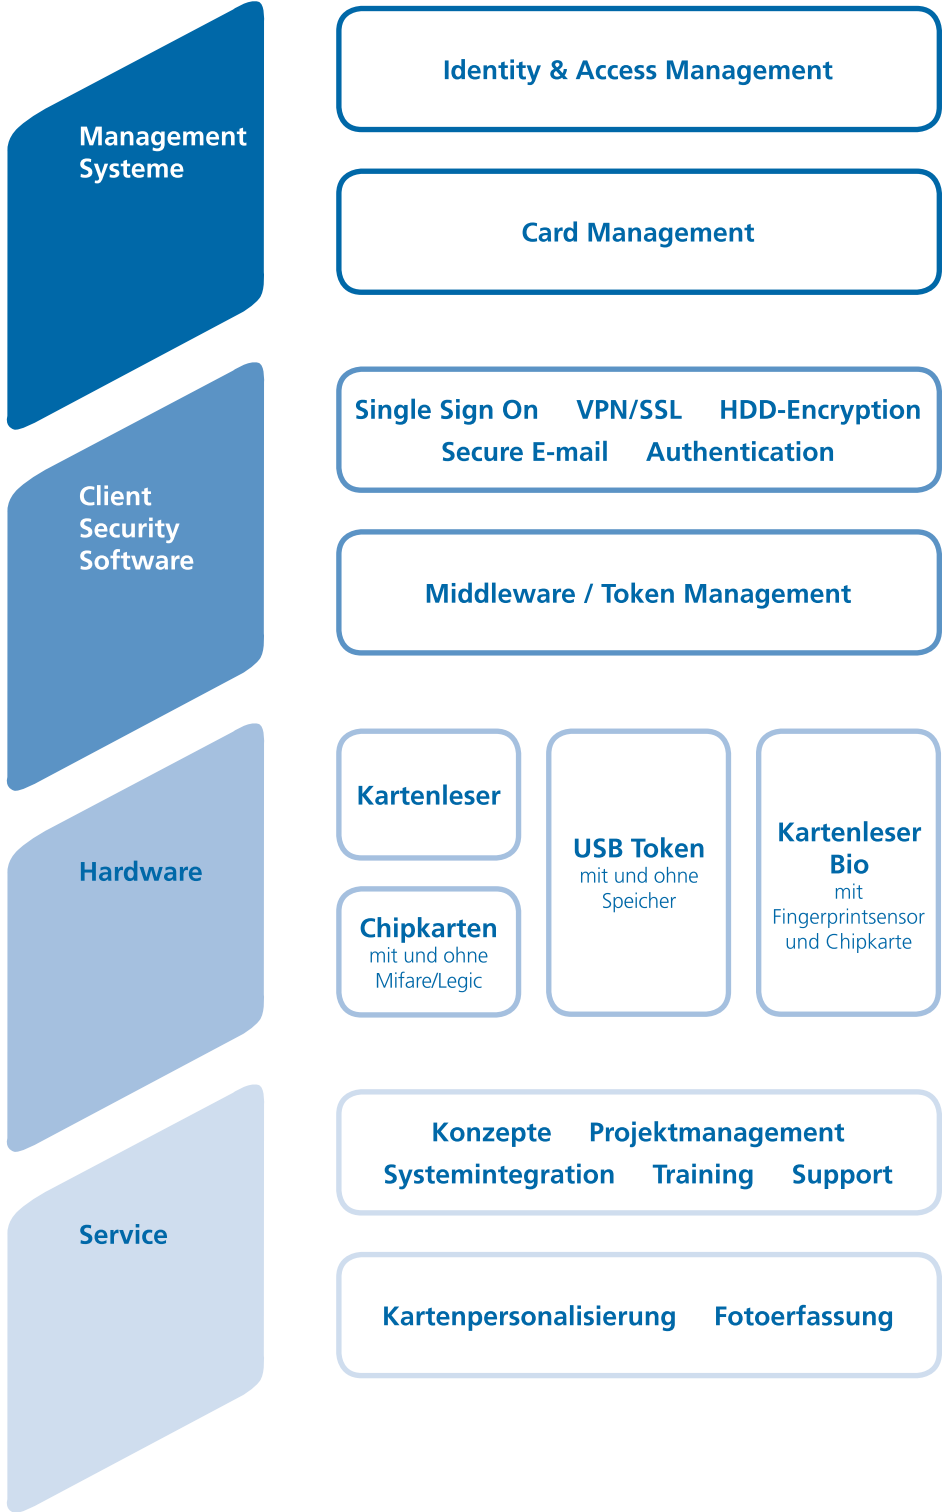 Management
Systeme
Identity & Access Management
Card Management
Client
Security
Software
Single Sign On VPN/SSL HDD-Encryption
Secure E-mail Authentication
Middleware / Token Management
Hardware
Kartenleser
Chipkarten
mit und ohne
Mifare/Legic
USB Token
mit und ohne
Speicher
Kartenleser
Bio
mit
Fingerprintsensor
und Chipkarte
Service
Konzepte Projektmanagement
Systemintegration Training Support
Kartenpersonalisierung Fotoerfassung